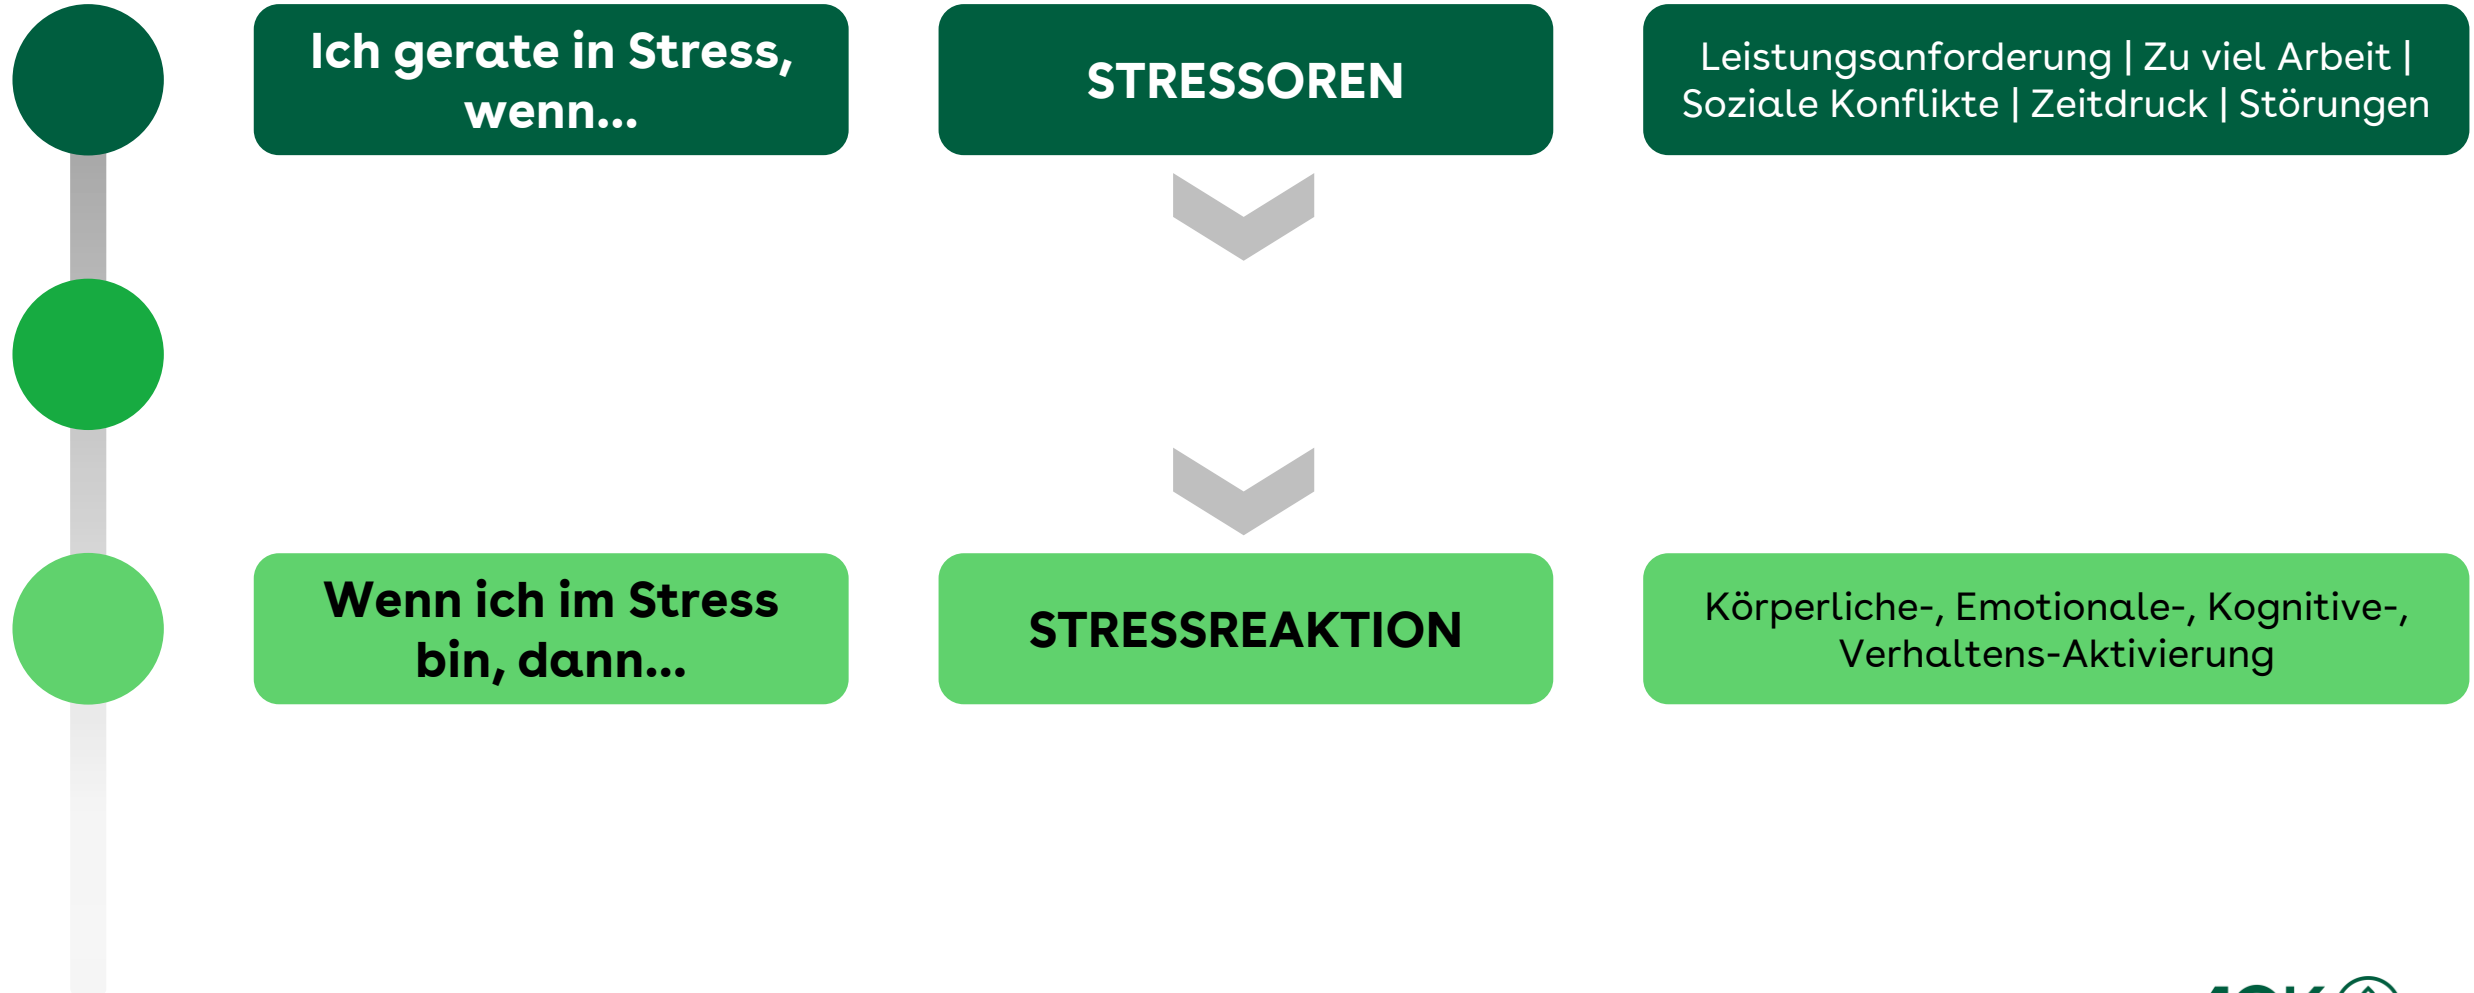 Ich gerate in Stress,
wenn...
STRESSOREN
Leistungsanforderung | Zu viel Arbeit |
Soziale Konflikte | Zeitdruck | Störungen
Wenn ich im Stress
bin, dann...
STRESSREAKTION
Körperliche-, Emotionale-, Kognitive-,
Verhaltens-Aktivierung